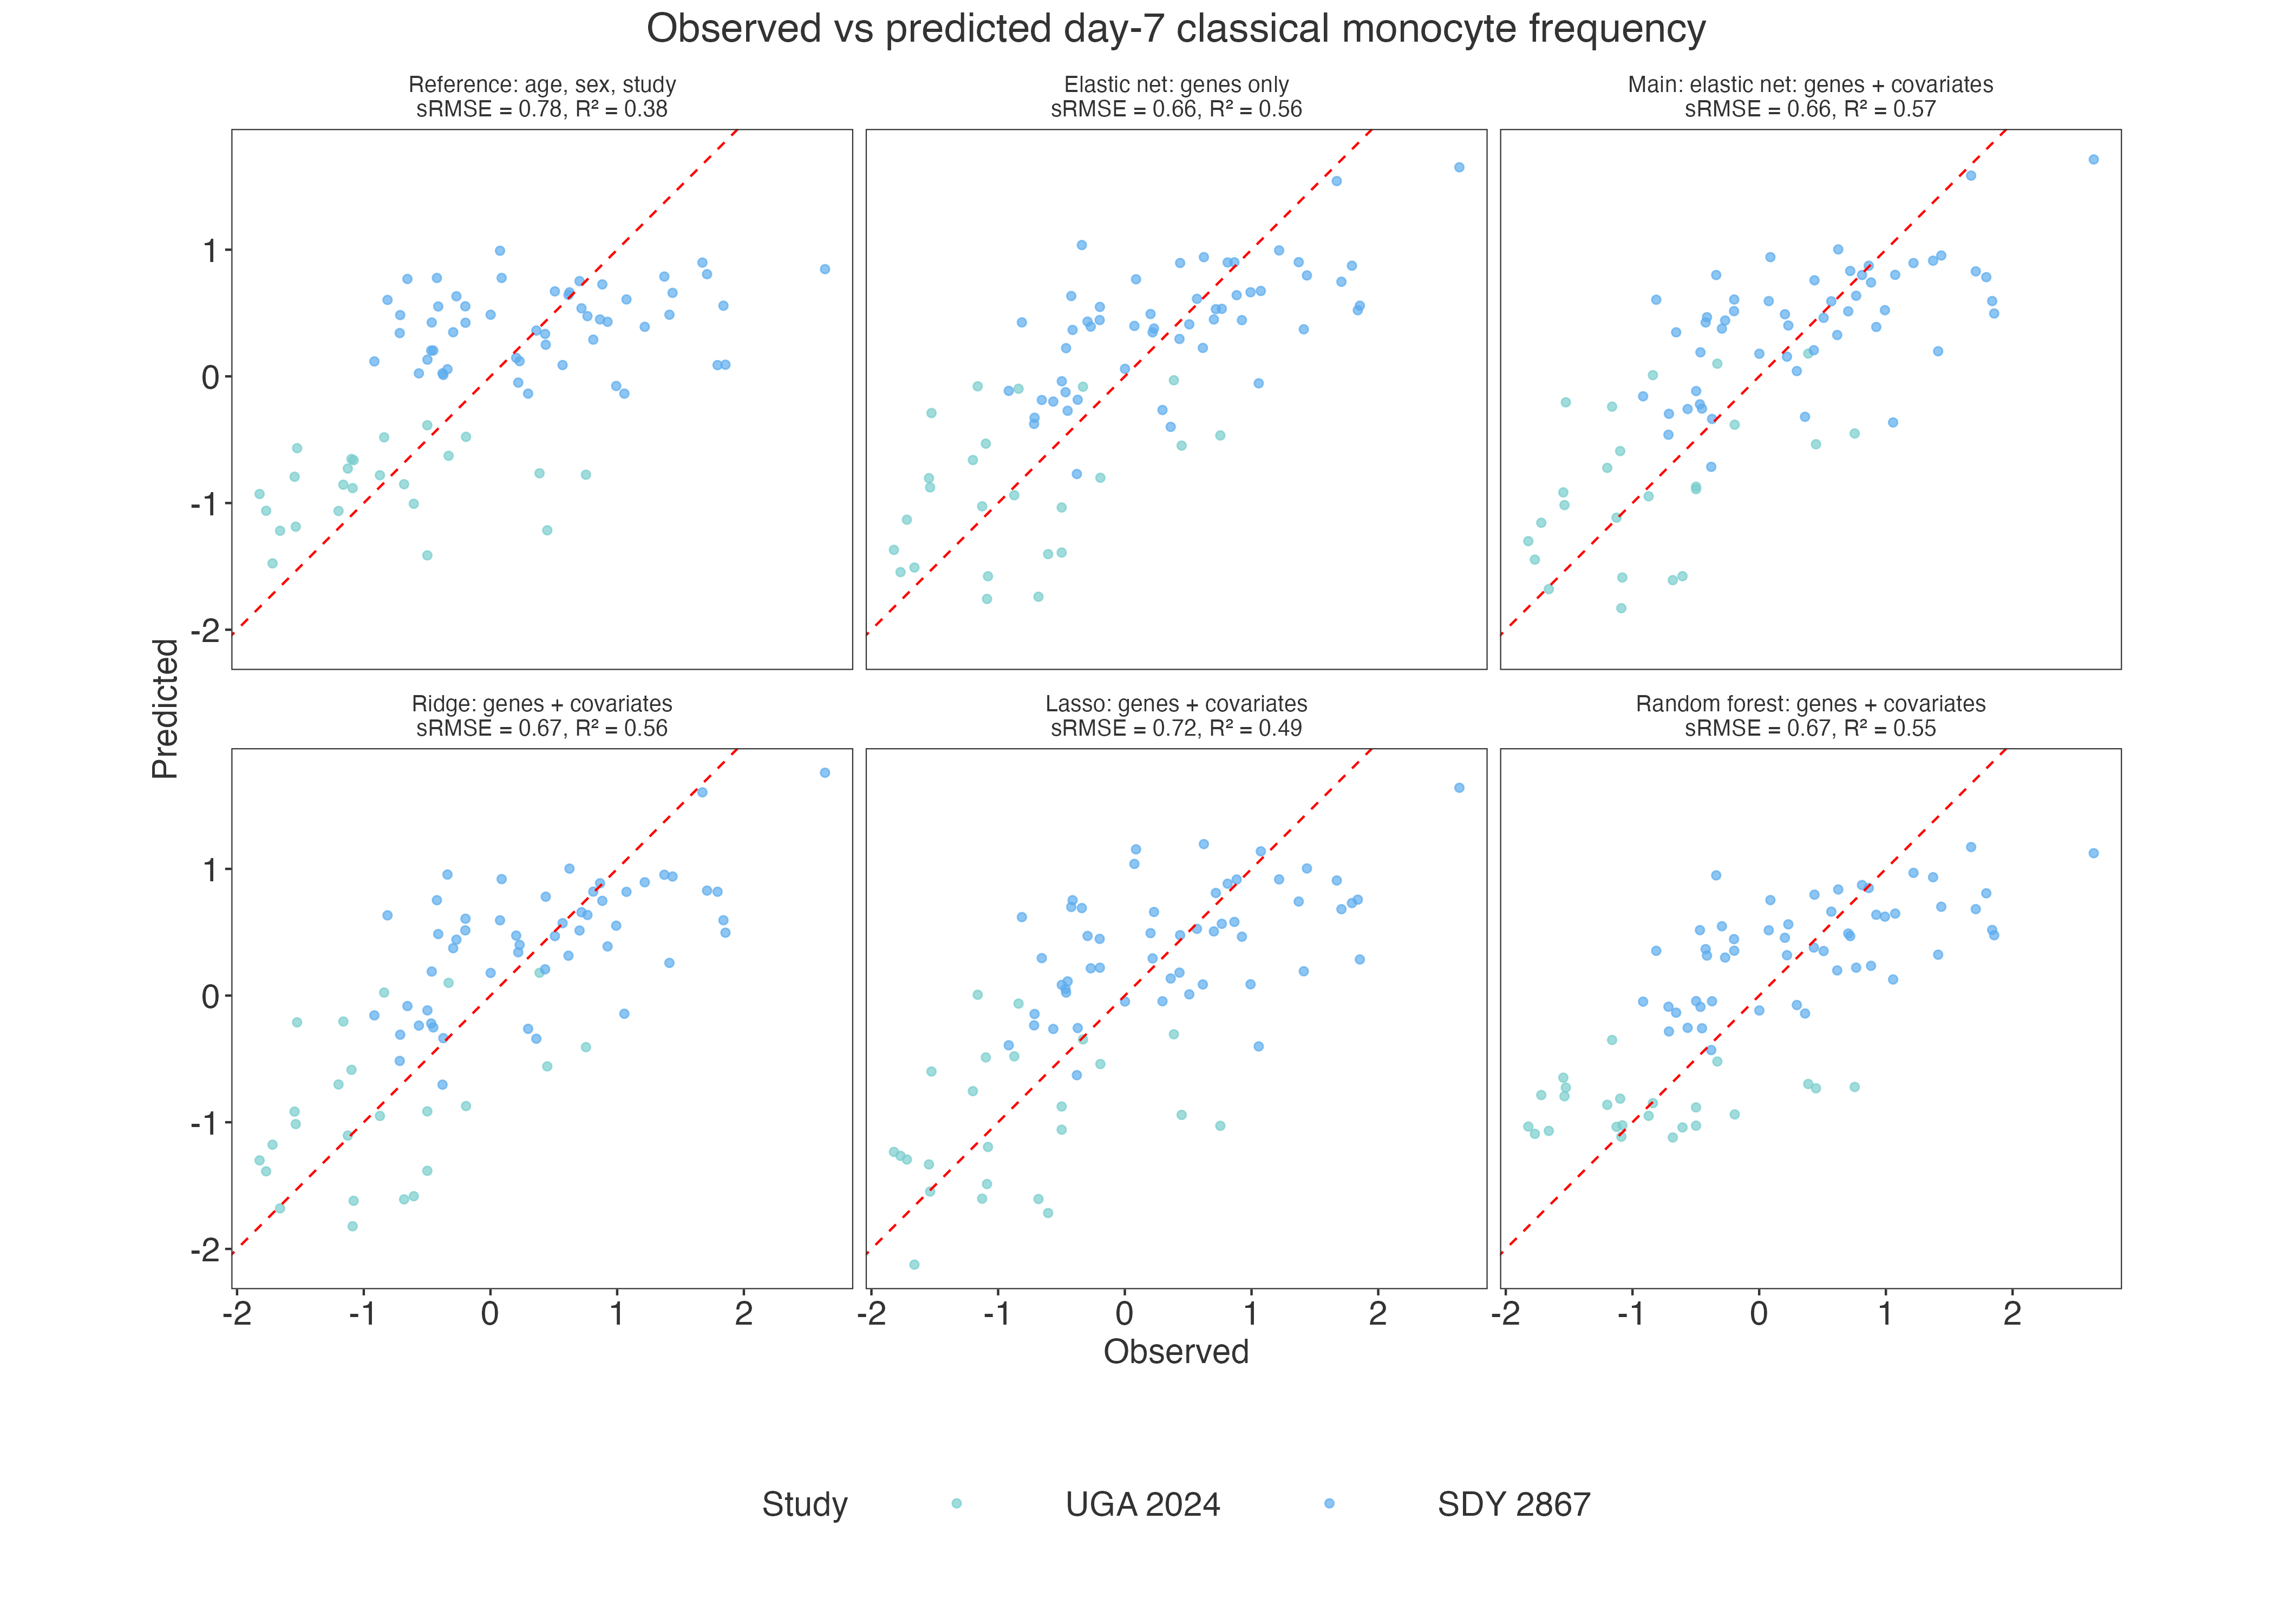 Observed vs predicted day-7 classical monocyte frequency
Reference: age, sex, study
sRMSE = 0.78, R² = 0.38
Elastic net: genes only
sRMSE = 0.66, R² = 0.56
Main: elastic net: genes + covariates
sRMSE = 0.66, R² = 0.57
1
0
-1
-2
Predicted
Ridge: genes + covariates
sRMSE = 0.67, R² = 0.56
Lasso: genes + covariates
sRMSE = 0.72, R² = 0.49
Random forest: genes + covariates
sRMSE = 0.67, R² = 0.55
1
0
-1
-2
-2 -1 0 1 2 -2 -1 0 1 2 -2 -1 0 1 2
Observed
Study UGA 2024 SDY 2867